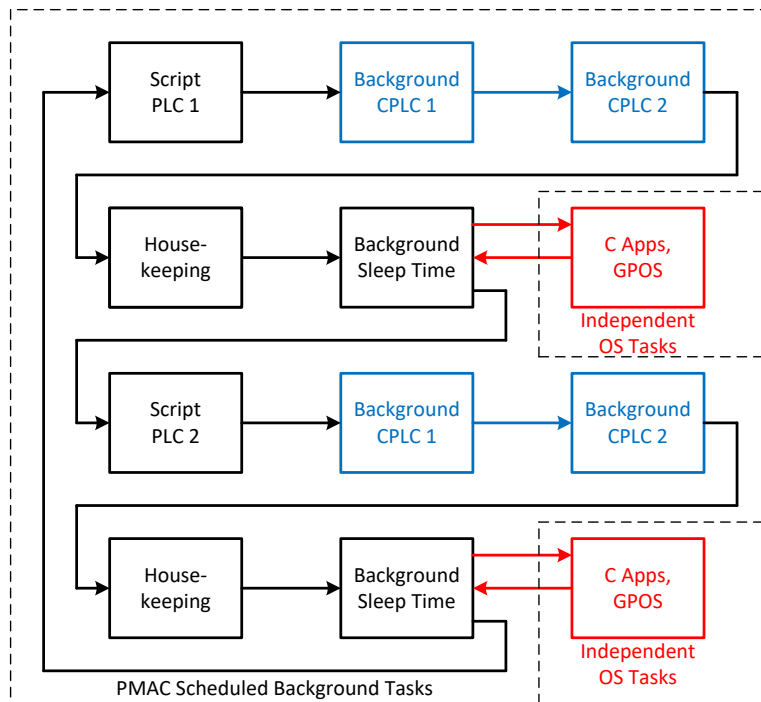 Script
PLC 1
Background
CPLC 1
Background
CPLC 2
House-
keeping
Background
Sleep Time
C Apps,
GPOS
Independent
OS Tasks
Script
PLC 2
Background
CPLC 1
Background
CPLC 2
House-
keeping
Background
Sleep Time
C Apps,
GPOS
Independent
OS Tasks
PMAC Scheduled Background Tasks